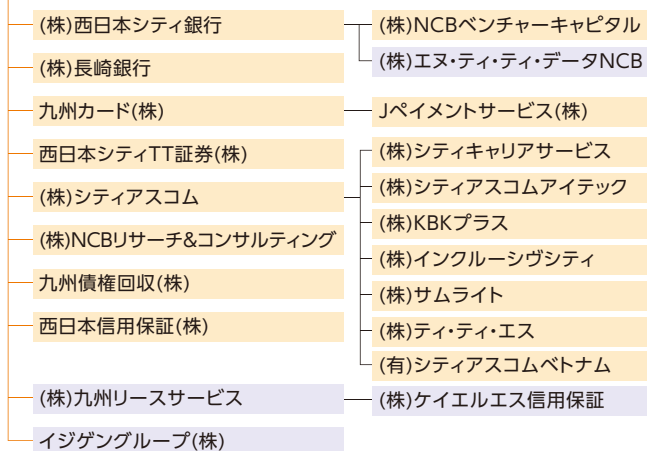 (株)西日本シティ銀行
(株)NCBベンチャーキャピタル
(株)エヌ・ティ・ティ・データNCB
(株)長崎銀行
九州カード(株)
Jペイメントサービス(株)
西日本シティTT証券(株)
(株)シティアスコム
(株)シティキャリアサービス
(株)シティアスコムアイテック
(株)KBKプラス
(株)インクルーシヴシティ
(株)サムライト
(株)ティ・ティ・エス
(有)シティアスコムベトナム
(株)NCBリサーチ&コンサルティング
九州債権回収(株)
西日本信用保証(株)
(株)九州リースサービス
(株)ケイエルエス信用保証
イジゲングループ(株)